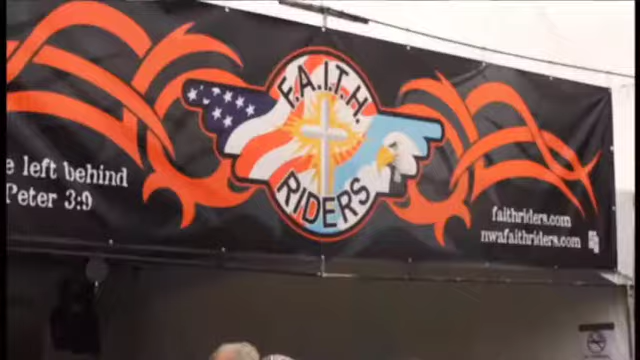 F.A.I.T.H.
RIDERS
e left behind
Peter 3:9
faithriders.com
nwafaithriders.com